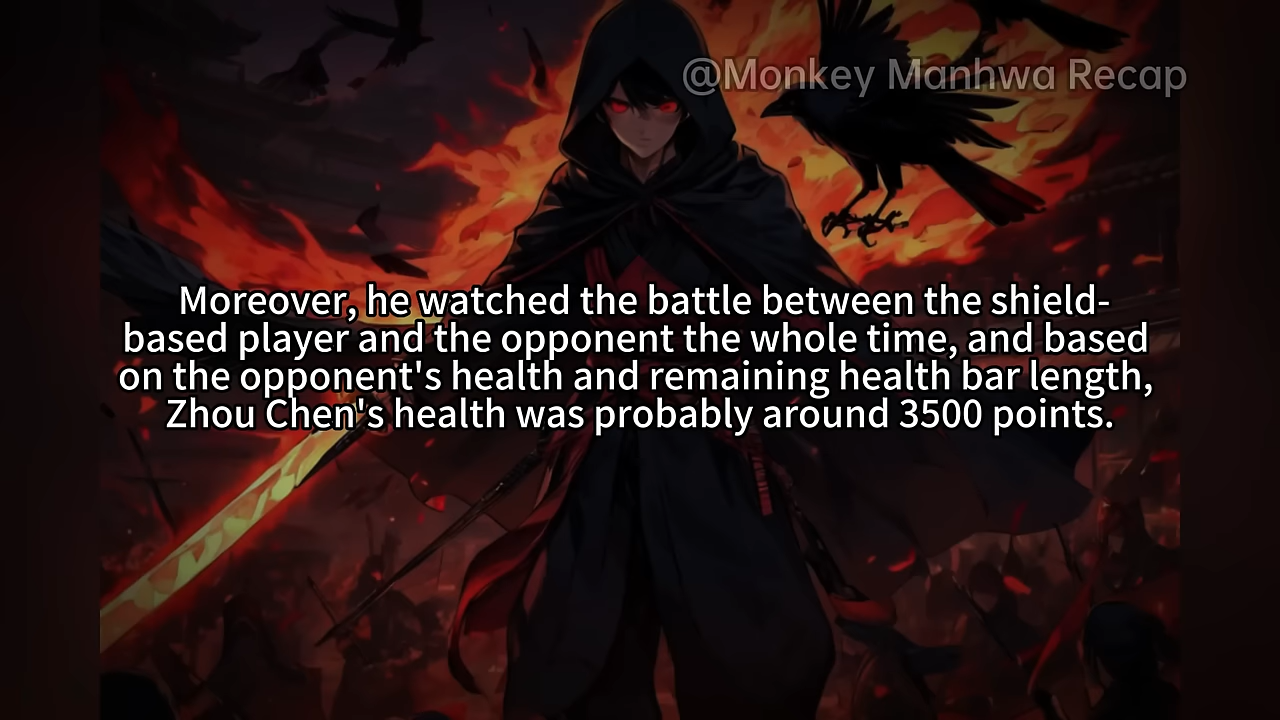 @Monkey Manhwa Recap
Moreover, he watched the battle between the shield-
based player and the opponent the whole time, and based
on the opponent's health and remaining health bar length,
Zhou Chen's health was probably around 3500 points.